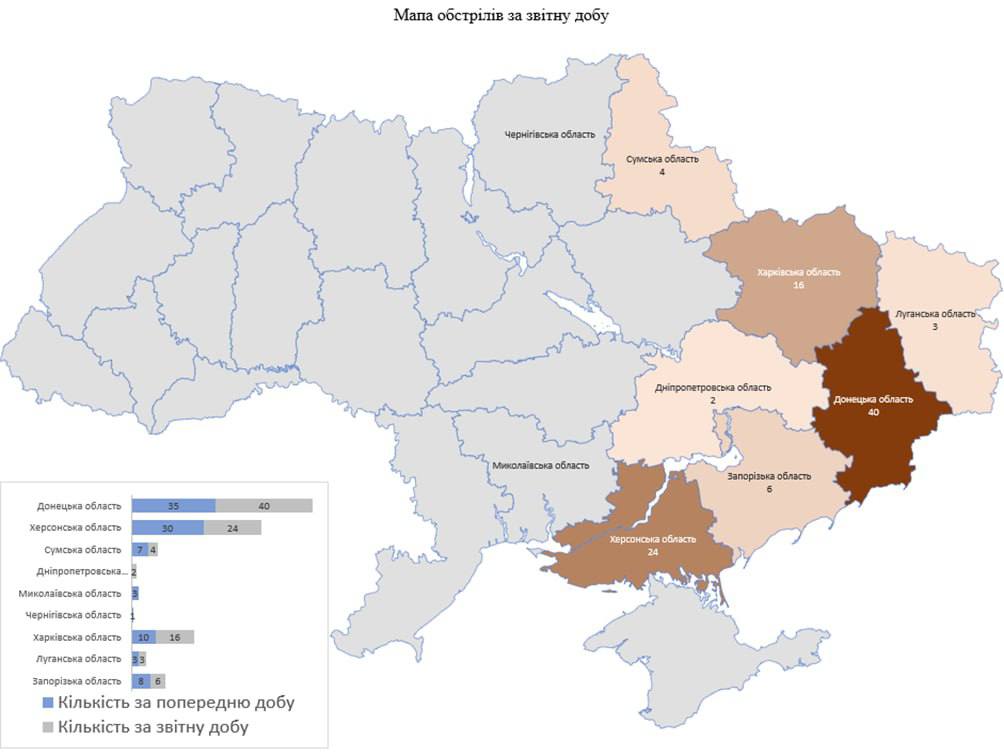 Мапа обстрілів за звітну добу
Чернігівська область
Сумська область
4
Харківська область
16
Луганська область
3
Дніпропетровська область
2
Донецька область
40
Миколаївська область
Запорізька область
6
Херсонська область
24
Донецька область 35 40
Херсонська область 30 24
Сумська область 7 4
Дніпропетровська... 2
Миколаївська область 3
Чернігівська область 1
Харківська область 10 16
Луганська область 3 3
Запорізька область 8 6
Кількість за попередню добу
Кількість за звітну добу